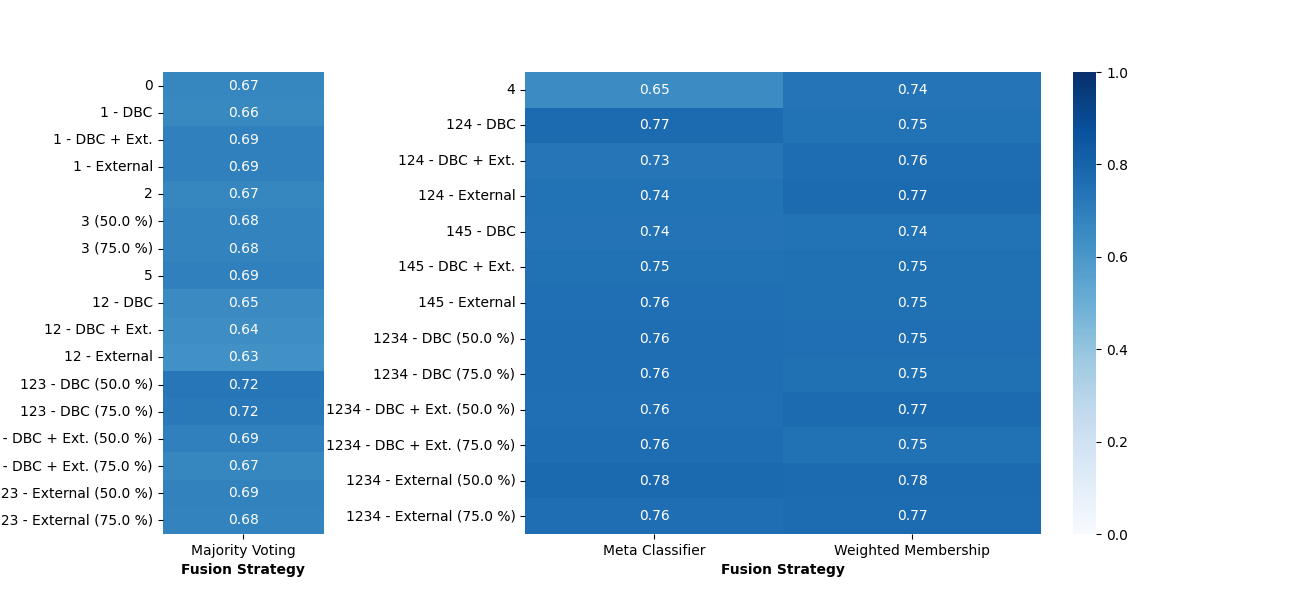 0 0.67
1 - DBC 0.66
1 - DBC + Ext. 0.69
1 - External 0.69
2 0.67
3 (50.0 %) 0.68
3 (75.0 %) 0.68
5 0.69
12 - DBC 0.65
12 - DBC + Ext. 0.64
12 - External 0.63
123 - DBC (50.0 %) 0.72
123 - DBC (75.0 %) 0.72
- DBC + Ext. (50.0 %) 0.69
- DBC + Ext. (75.0 %) 0.67
23 - External (50.0 %) 0.69
23 - External (75.0 %) 0.68
Majority Voting
Fusion Strategy
4 0.65 0.74
124 - DBC 0.77 0.75
124 - DBC + Ext. 0.73 0.76
124 - External 0.74 0.77
145 - DBC 0.74 0.74
145 - DBC + Ext. 0.75 0.75
145 - External 0.76 0.75
1234 - DBC (50.0 %) 0.76 0.75
1234 - DBC (75.0 %) 0.76 0.75
1234 - DBC + Ext. (50.0 %) 0.76 0.77
1234 - DBC + Ext. (75.0 %) 0.76 0.75
1234 - External (50.0 %) 0.78 0.78
1234 - External (75.0 %) 0.76 0.77
Meta Classifier Weighted Membership
Fusion Strategy
1.0
0.8
0.6
0.4
0.2
0.0